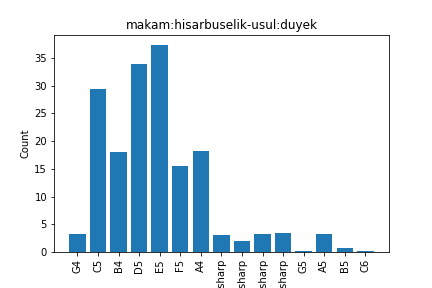 makam:hisarbuselik-usul:duyek
Count
35
30
25
20
15
10
5
0
G4
C5
B4
D5
E5
F5
A4
sharp
sharp
sharp
sharp
G5
A5
B5
C6